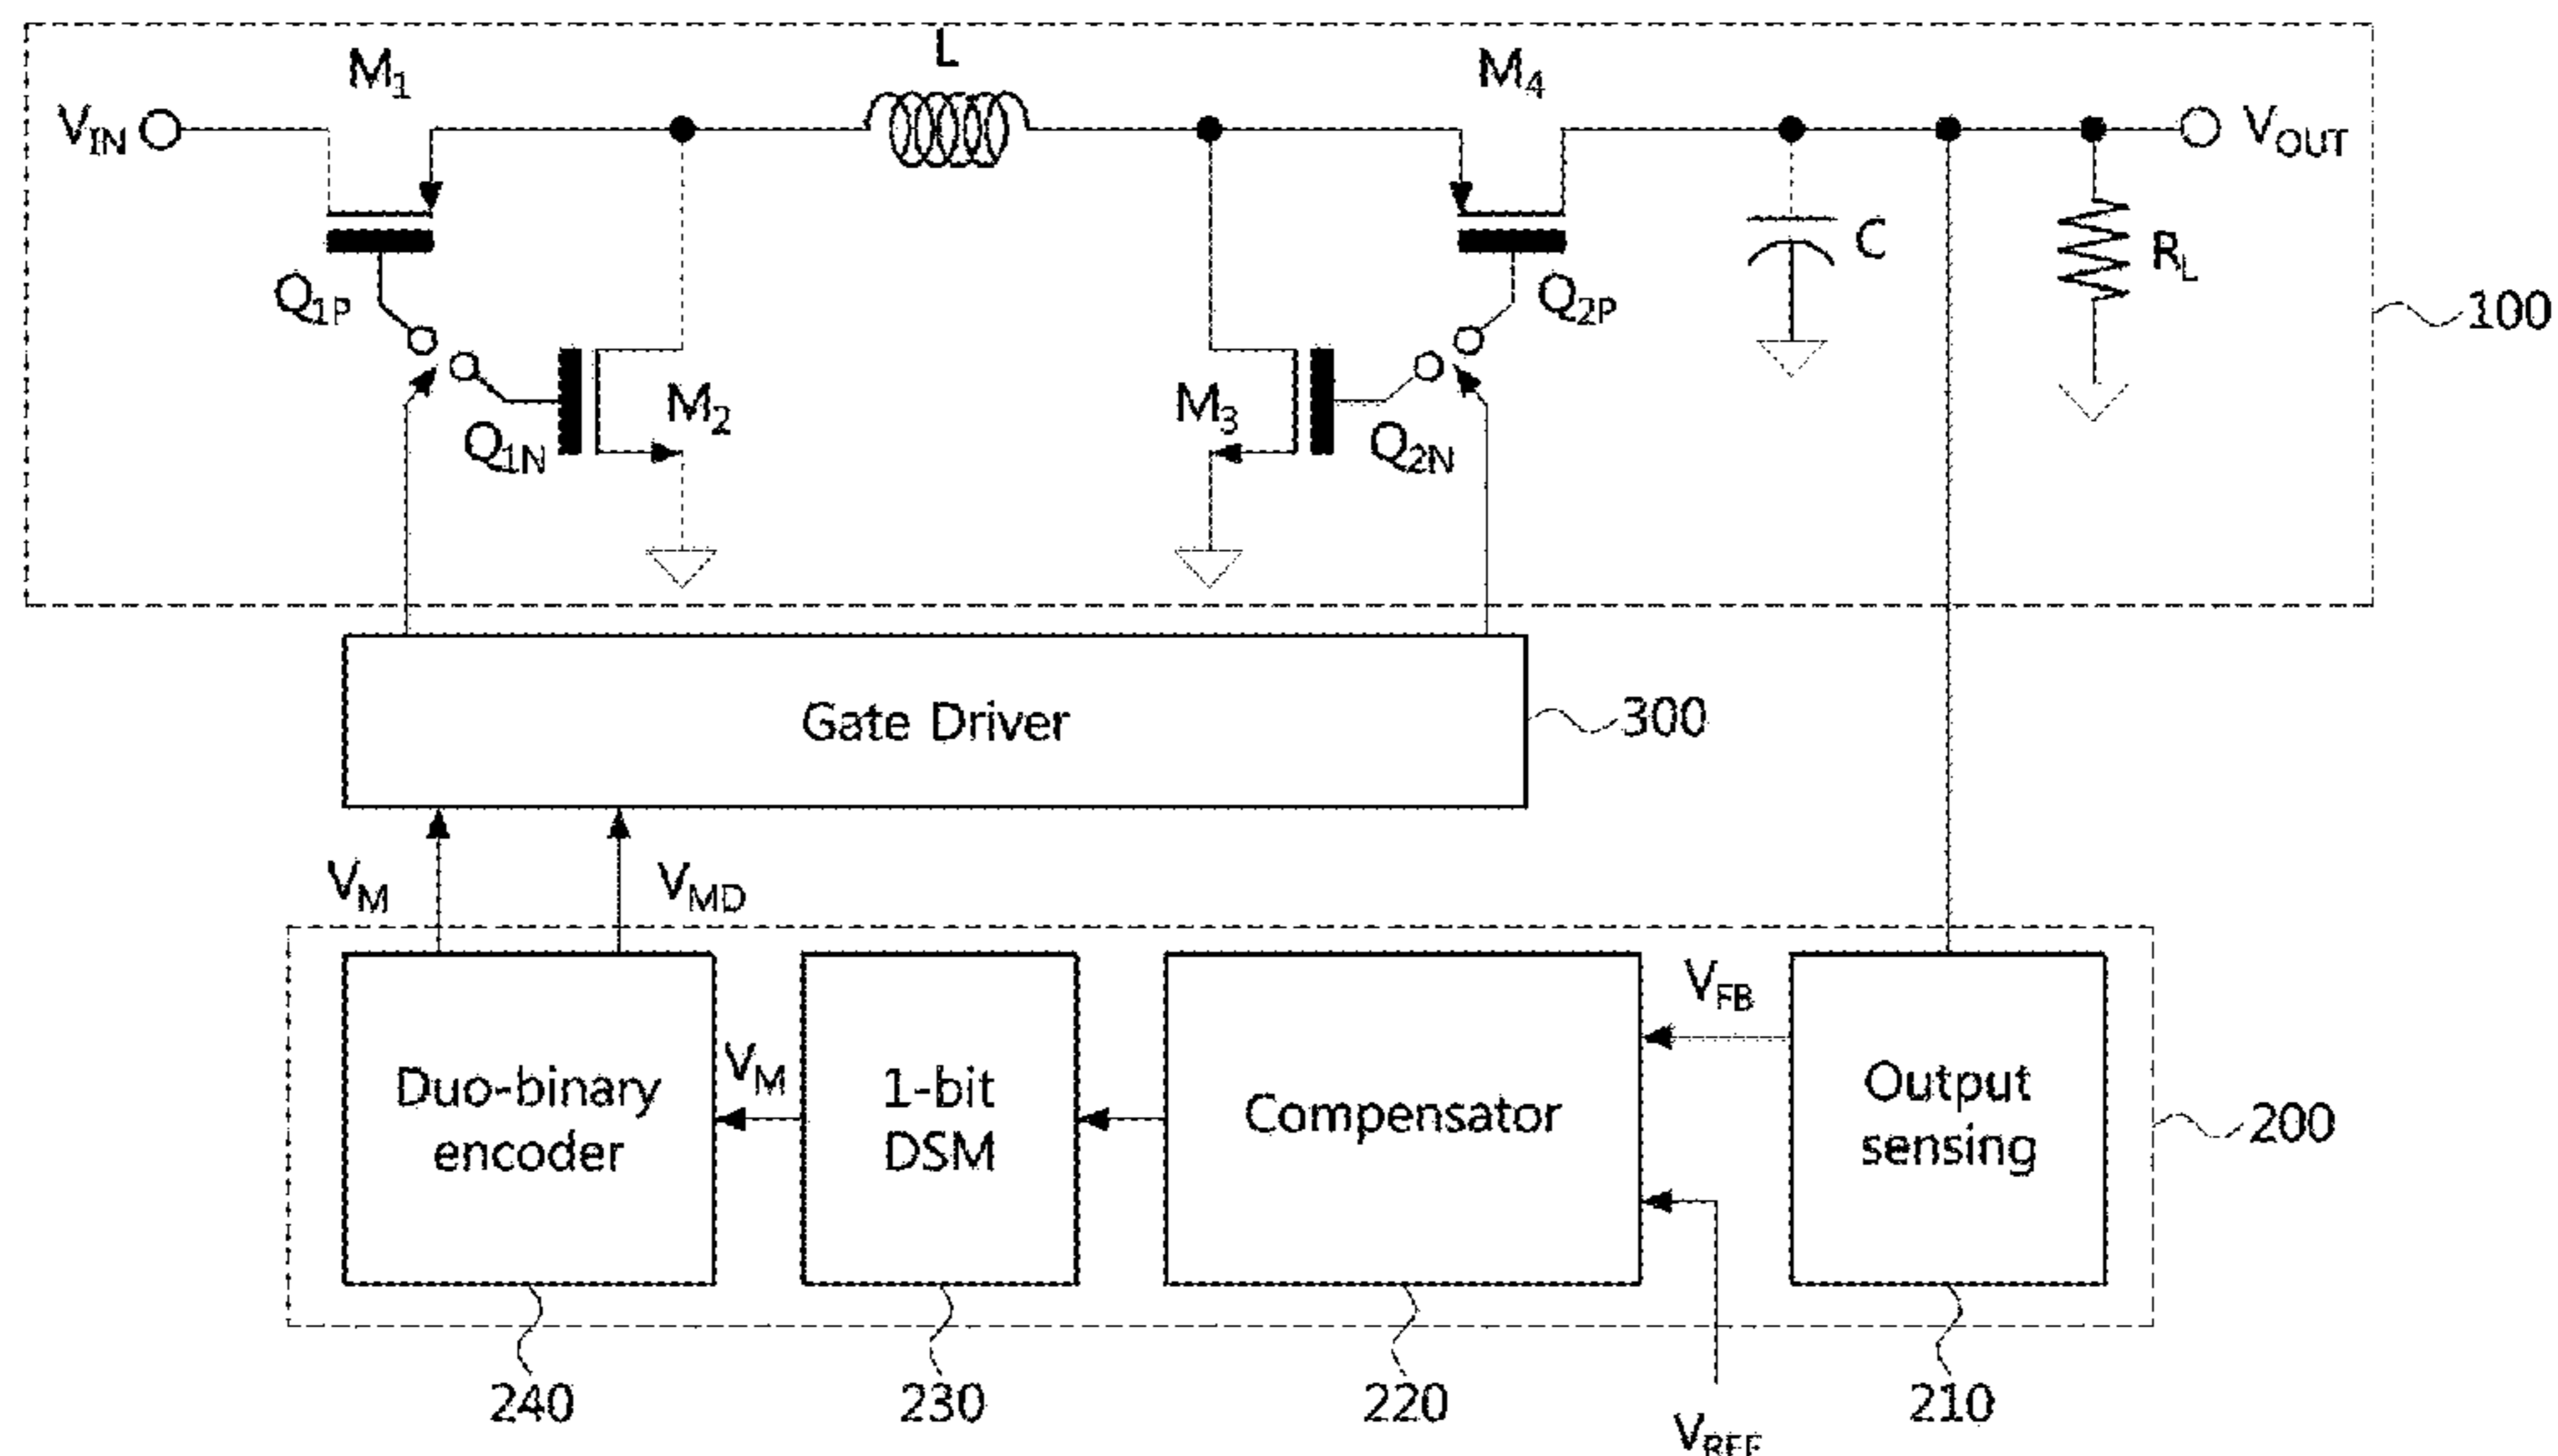 L
M1
M4
VIN
VOUT
C
RL
Q1P
Q2P
100
M2
M3
Q1N
Q2N
Gate Driver
300
VM
VMD
VFB
Duo-binary
encoder
VM
1-bit
DSM
Compensator
Output
sensing
200
240
230
220
210
VREF